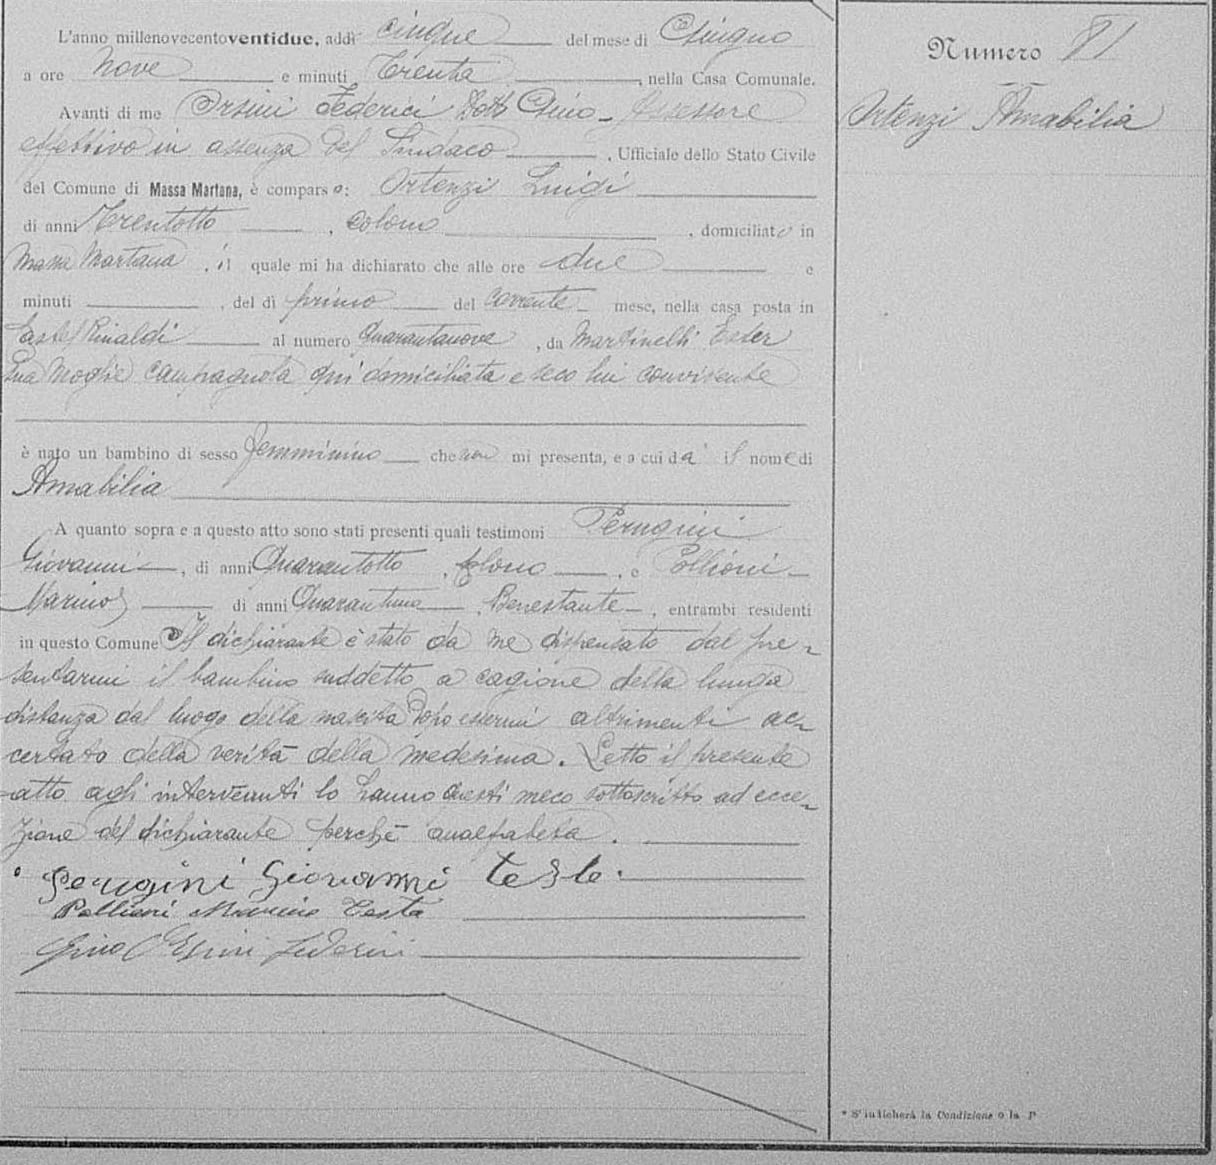 L'anno millenovecentoventidue, addì cinque del mese di Giugno
a ore Nove e minuti Trenta, nella Casa Comunale.
Avanti di me Orsini Federici Dott Gino - Assessore
effettivo in assenza del Sindaco, Ufficiale dello Stato Civile
del Comune di Massa Martana, è comparso: Ortenzi Luigi
di anni Trentotto, colono, domiciliato in
Massa Martana, il quale mi ha dichiarato che alle ore due e
minuti, del dì primo del corrente mese, nella casa posta in
Castel Rinaldi al numero Quarantanove, da Martinelli Ester
sua moglie campagnola qui domiciliata e seco lui convivente
è nato un bambino di sesso femminino che non mi presenta, e a cui dà il nome di
Amabilia
A quanto sopra e a questo atto sono stati presenti quali testimoni Perugini
Giovanni, di anni Quarantotto, colono, e Pollioni
Marino di anni Quarantuno, Benestante, entrambi residenti
in questo Comune Il dichiarante è stato da me dispensato dal pre-
sentarmi il bambino suddetto a cagione della lunga
distanza dal luogo della nascita dopo essermi altrimenti ac-
certato della verità della medesima. Letto il presente
atto agli intervenuti lo hanno questi meco sottoscritto ad ecce-
zione del dichiarante perchè analfabeta.
Perugini Giovanni teste.
Pollioni Marino Testa
Gino Orsini Federici
Numero 81
Ortenzi Amabilia
* S'indicherà la Condizione o la P